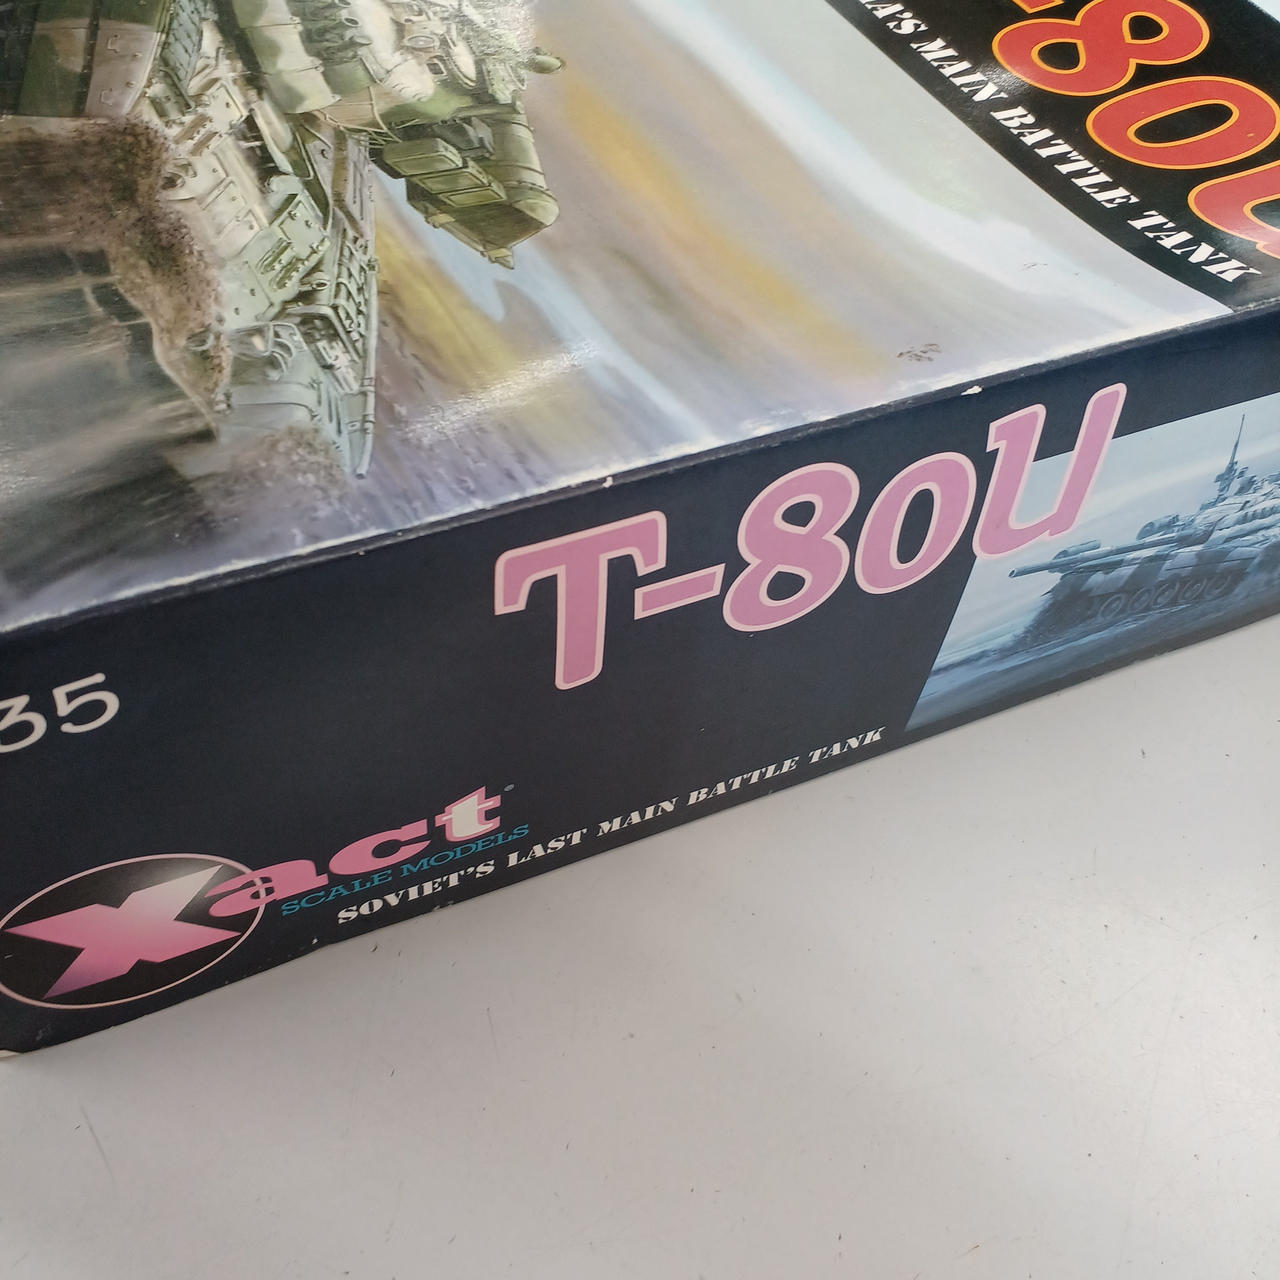 -80U
A'S MAIN BATTLE TANK
T-80U
35
Xact
SCALE MODELS
SOVIET'S LAST MAIN BATTLE TANK